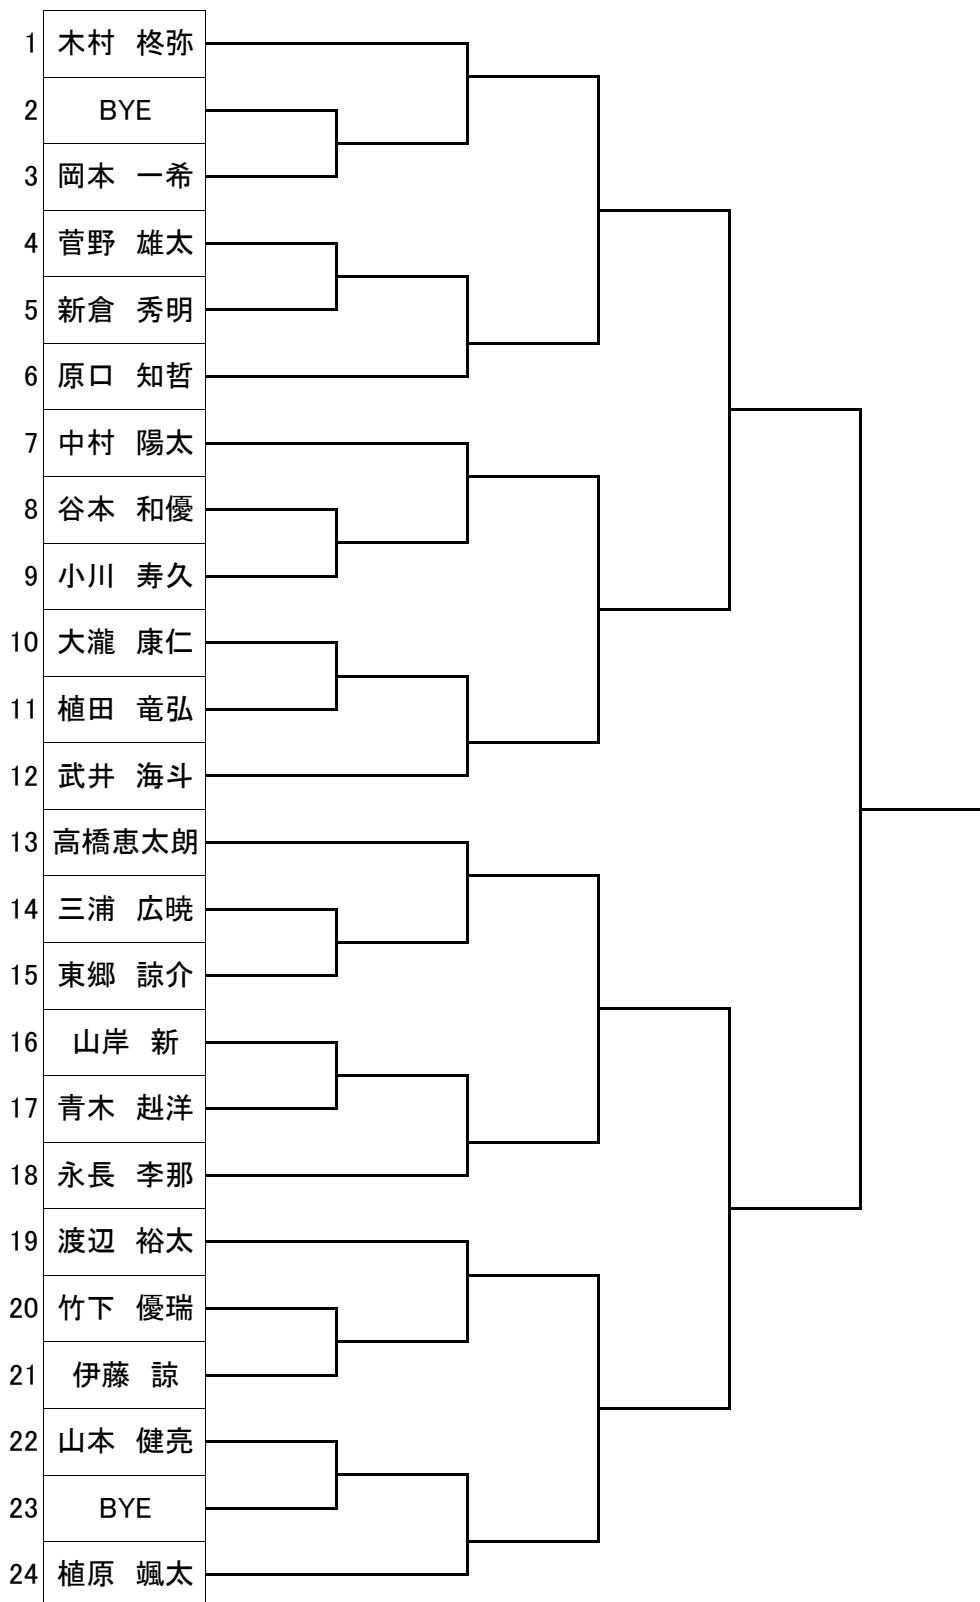 1 木村 柊弥
2 BYE
3 岡本 一希
4 菅野 雄太
5 新倉 秀明
6 原口 知哲
7 中村 陽太
8 谷本 和優
9 小川 寿久
10 大瀧 康仁
11 植田 竜弘
12 武井 海斗
13 高橋恵太朗
14 三浦 広暁
15 東郷 諒介
16 山岸 新
17 青木 赳洋
18 永長 李那
19 渡辺 裕太
20 竹下 優瑞
21 伊藤 諒
22 山本 健亮
23 BYE
24 植原 颯太